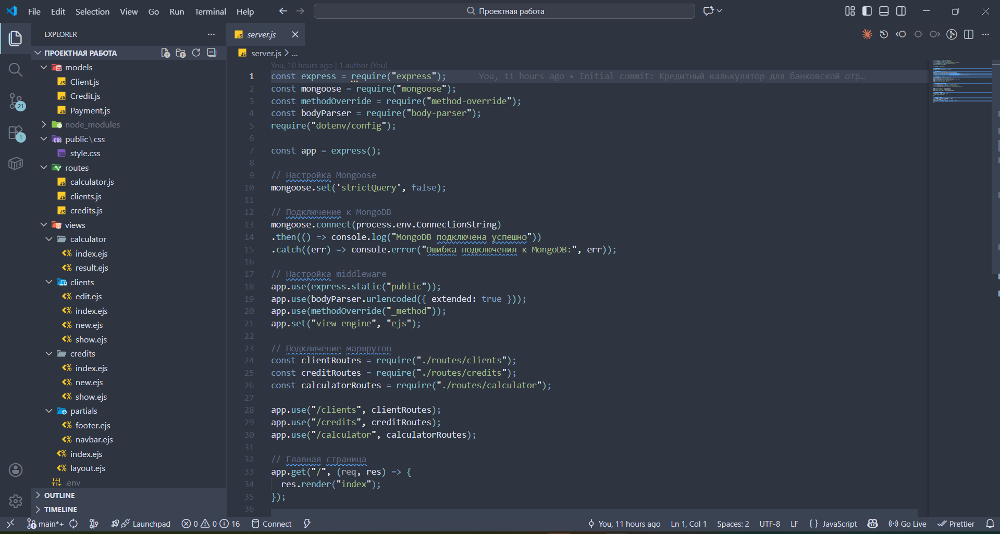 File Edit Selection View Go Run Terminal Help
Проектная работа
EXPLORER
ПРОЕКТНАЯ РАБОТА
models
Client.js
Credit.js
Payment.js
node_modules
public\css
style.css
routes
calculator.js
clients.js
credits.js
views
calculator
index.ejs
result.ejs
clients
edit.ejs
index.ejs
new.ejs
show.ejs
credits
index.ejs
new.ejs
show.ejs
partials
footer.ejs
navbar.ejs
index.ejs
layout.ejs
.env
OUTLINE
TIMELINE
21
1
server.js
server.js > ...
You, 10 hours ago | 1 author (You)
1 const express = require("express"); You, 11 hours ago • Initial commit: Кредитный калькулятор для банковской отр…
2 const mongoose = require("mongoose");
3 const methodOverride = require("method-override");
4 const bodyParser = require("body-parser");
5 require("dotenv/config");
6
7 const app = express();
8
9 // Настройка Mongoose
10 mongoose.set('strictQuery', false);
11
12 // Подключение к MongoDB
13 mongoose.connect(process.env.ConnectionString)
14 .then(() => console.log("MongoDB подключена успешно"))
15 .catch((err) => console.error("Ошибка подключения к MongoDB:", err));
16
17 // Настройка middleware
18 app.use(express.static("public"));
19 app.use(bodyParser.urlencoded({ extended: true }));
20 app.use(methodOverride("_method"));
21 app.set("view engine", "ejs");
22
23 // Подключение маршрутов
24 const clientRoutes = require("./routes/clients");
25 const creditRoutes = require("./routes/credits");
26 const calculatorRoutes = require("./routes/calculator");
27
28 app.use("/clients", clientRoutes);
29 app.use("/credits", creditRoutes);
30 app.use("/calculator", calculatorRoutes);
31
32 // Главная страница
33 app.get("/", (req, res) => {
34 res.render("index");
35 });
36
main*+ Launchpad 0 0 16 Connect You, 11 hours ago Ln 1, Col 1 Spaces: 2 UTF-8 LF {} JavaScript Go Live Prettier